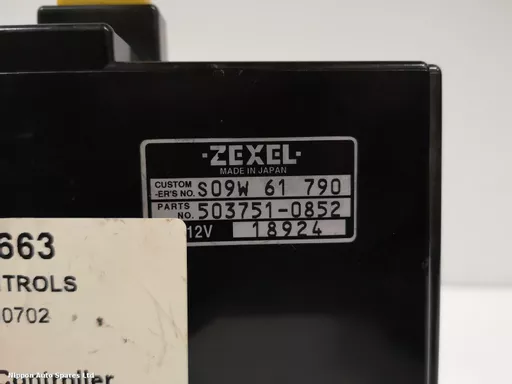 ·ZEXEL·
MADE IN JAPAN
CUSTOM -ER'S NO. S09W 61 790
PARTS NO. 503751-0852
12V 18924
663
TROLS
0702
Controller
Nippon Auto Spares Ltd